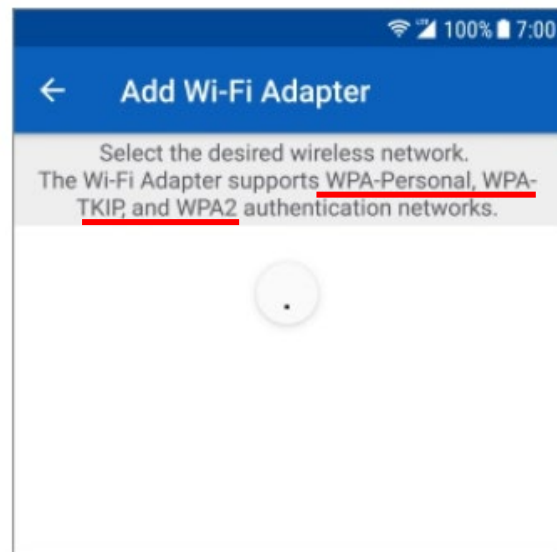 LTE 100% 7:00
Add Wi-Fi Adapter
Select the desired wireless network.
The Wi-Fi Adapter supports WPA-Personal, WPA-
TKIP, and WPA2 authentication networks.